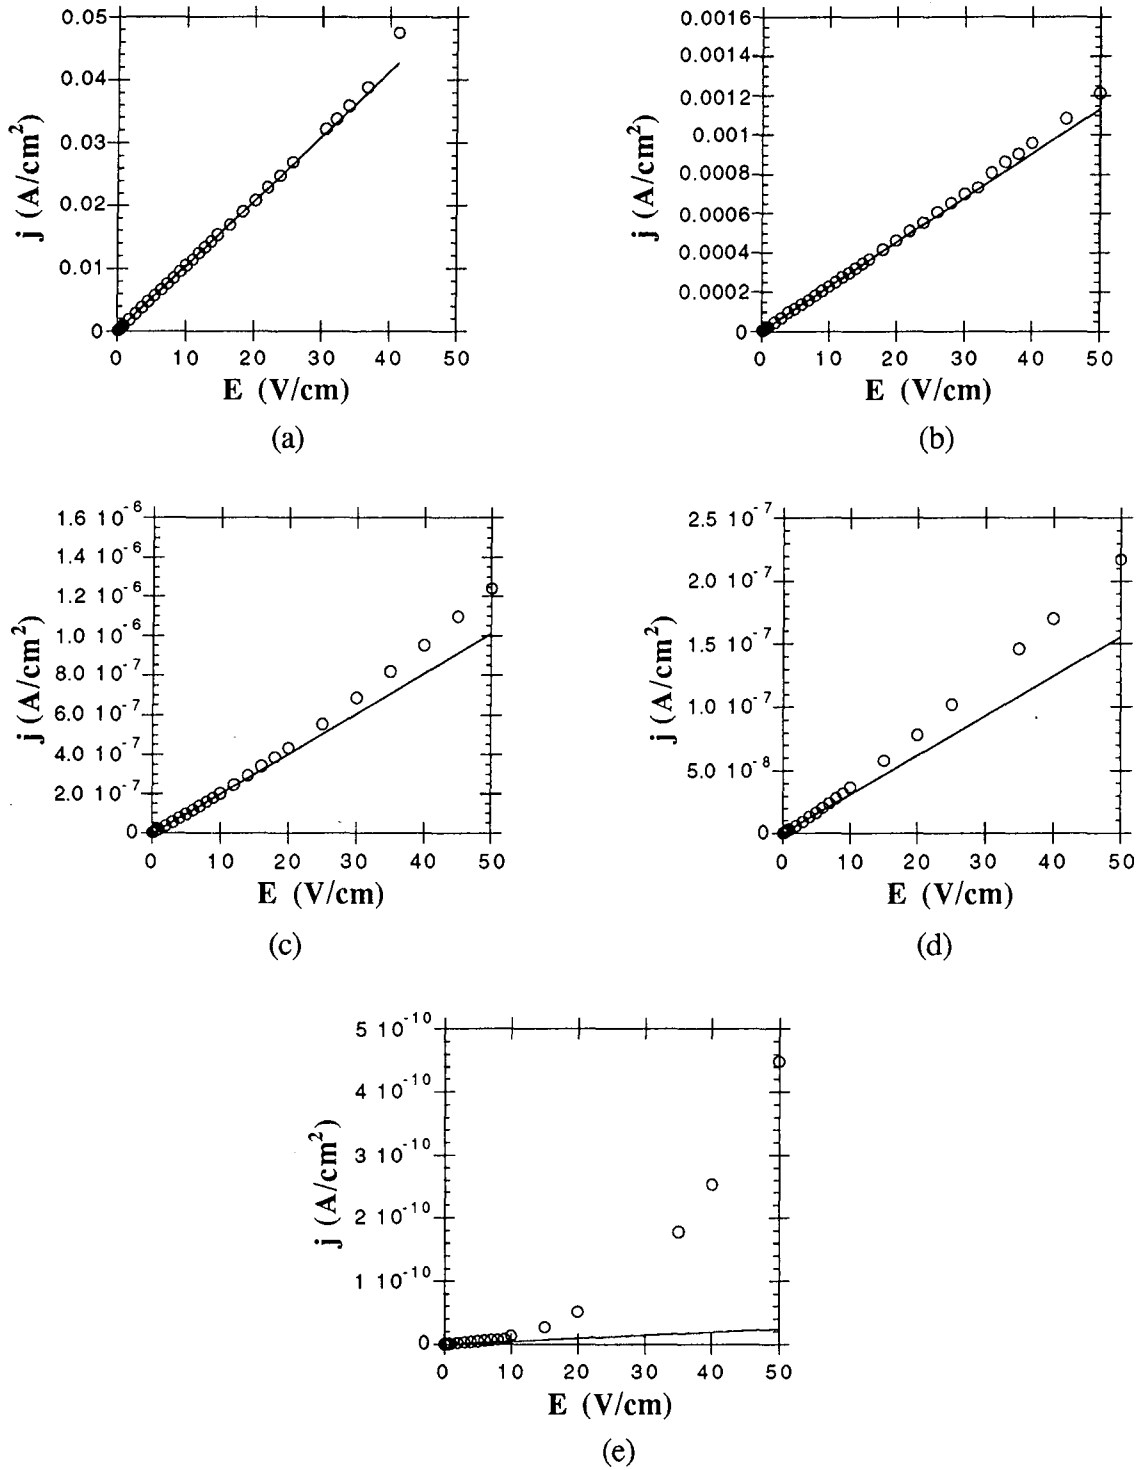 0.05
0.04
0.03
0.02
0.01
0
j (A/cm²)
0 10 20 30 40 50
E (V/cm)
(a)
0.0016
0.0014
0.0012
0.001
0.0008
0.0006
0.0004
0.0002
0
j (A/cm²)
0 10 20 30 40 50
E (V/cm)
(b)
1.6 10⁻⁶
1.4 10⁻⁶
1.2 10⁻⁶
1.0 10⁻⁶
8.0 10⁻⁷
6.0 10⁻⁷
4.0 10⁻⁷
2.0 10⁻⁷
0
j (A/cm²)
0 10 20 30 40 50
E (V/cm)
(c)
2.5 10⁻⁷
2.0 10⁻⁷
1.5 10⁻⁷
1.0 10⁻⁷
5.0 10⁻⁸
0
j (A/cm²)
0 10 20 30 40 50
E (V/cm)
(d)
5 10⁻¹⁰
4 10⁻¹⁰
3 10⁻¹⁰
2 10⁻¹⁰
1 10⁻¹⁰
0
j (A/cm²)
0 10 20 30 40 50
E (V/cm)
(e)